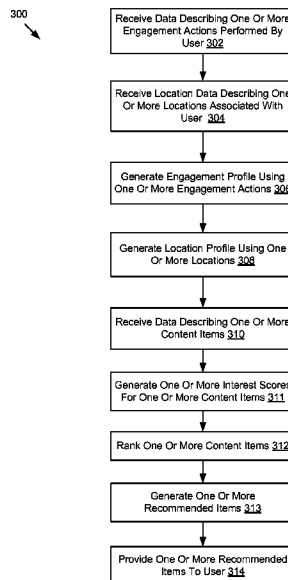 300
Receive Data Describing One Or More
Engagement Actions Performed By
User 302
Receive Location Data Describing One
Or More Locations Associated With
User 304
Generate Engagement Profile Using
One Or More Engagement Actions 306
Generate Location Profile Using One
Or More Locations 308
Receive Data Describing One Or More
Content Items 310
Generate One Or More Interest Scores
For One Or More Content Items 311
Rank One Or More Content Items 312
Generate One Or More
Recommended Items 313
Provide One Or More Recommended
Items To User 314